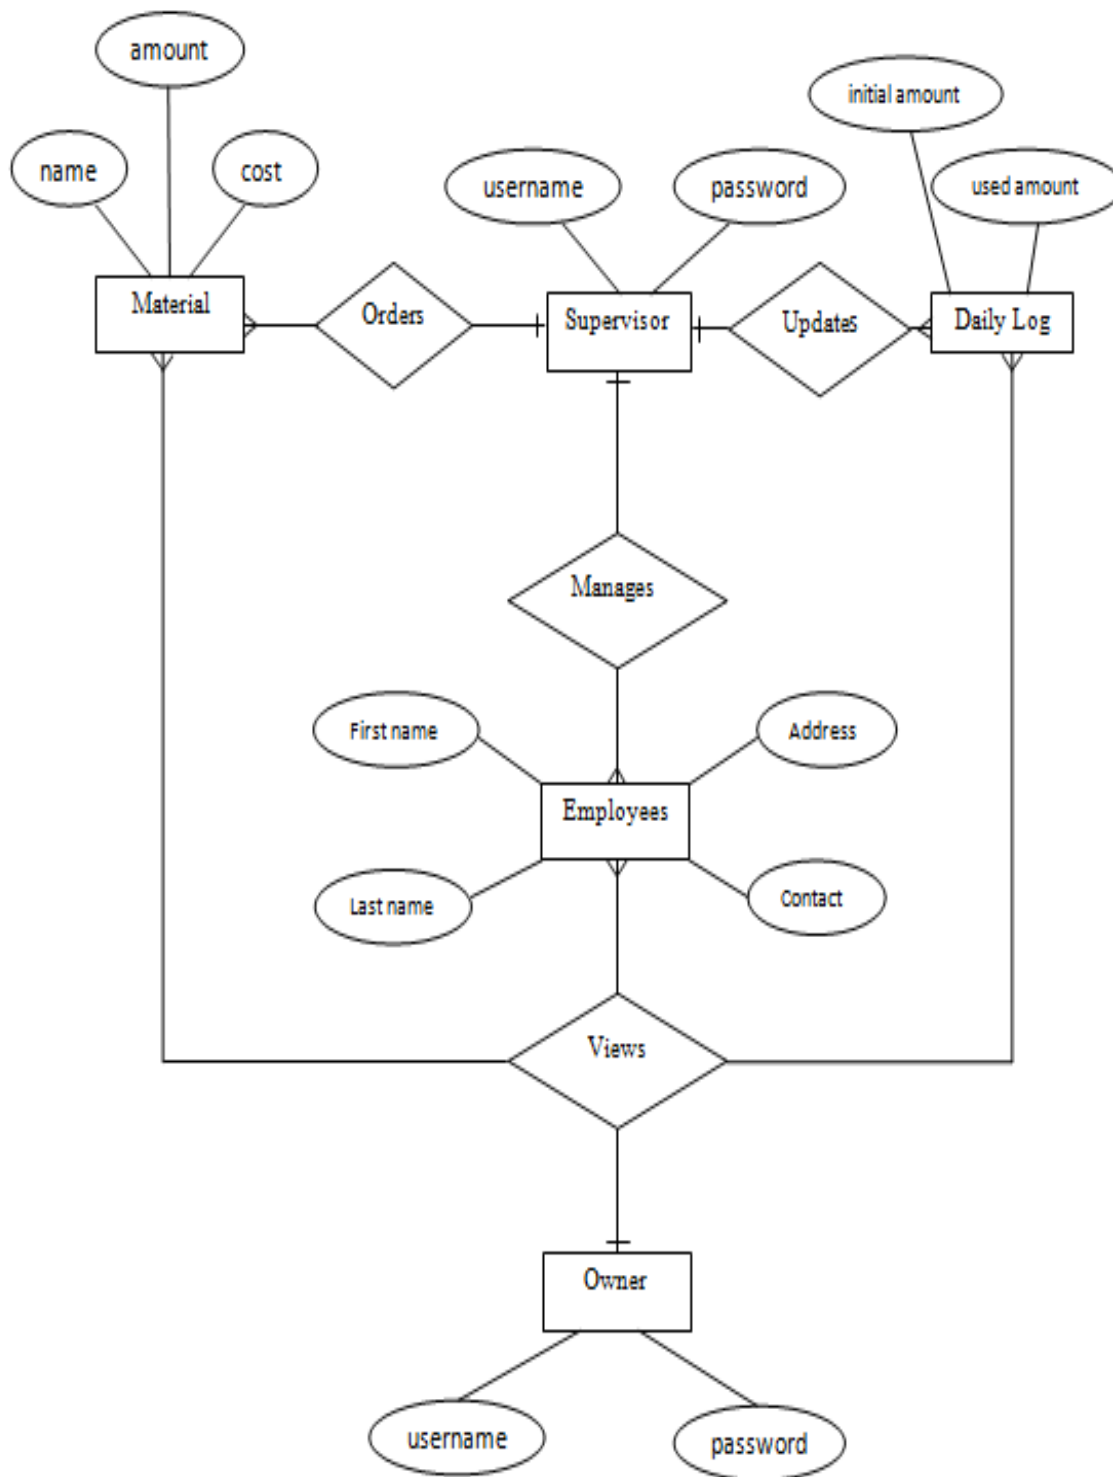 amount
initial amount
name
cost
username
password
used amount
Material
Orders
Supervisor
Updates
Daily Log
Manages
First name
Address
Employees
Last name
Contact
Views
Owner
username
password